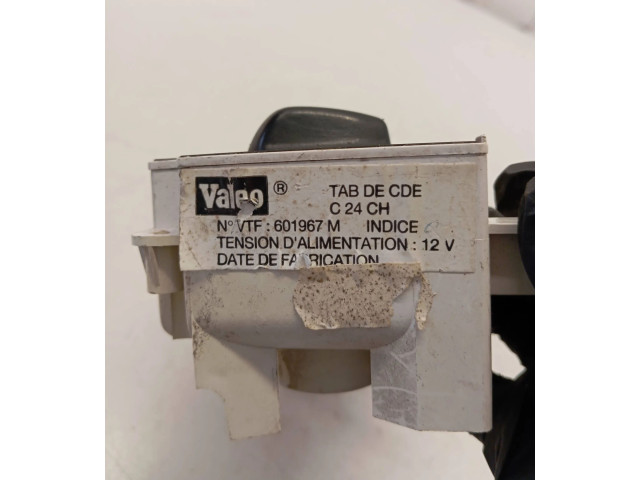 Valeo ® TAB DE CDE
C 24 CH
N° VTF : 601967 M INDICE
TENSION D'ALIMENTATION : 12 V
DATE DE FABRICATION